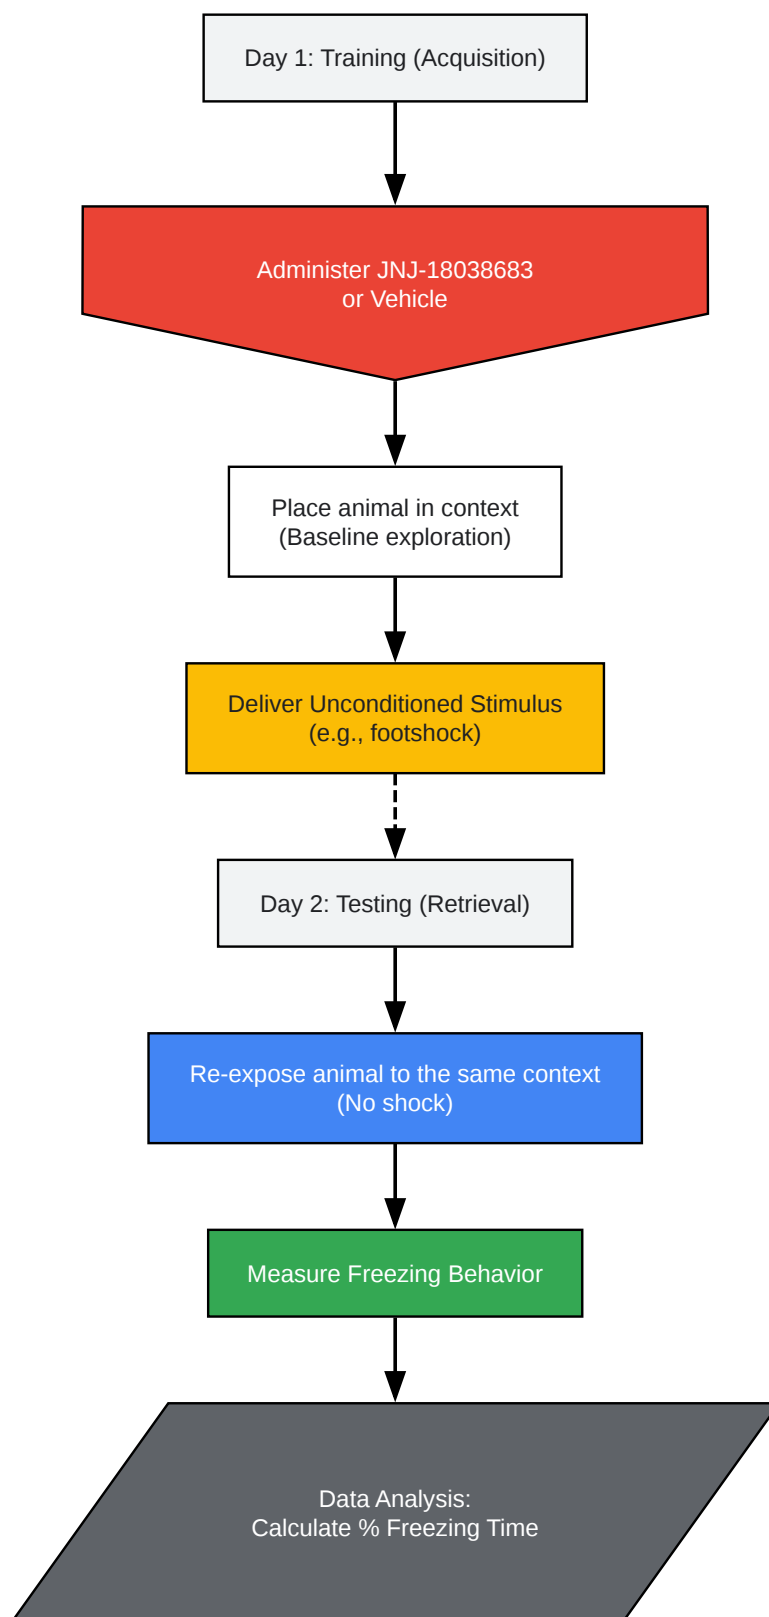 Day 1: Training (Acquisition)
Administer JNJ-18038683
or Vehicle
Place animal in context
(Baseline exploration)
Deliver Unconditioned Stimulus
(e.g., footshock)
Day 2: Testing (Retrieval)
Re-expose animal to the same context
(No shock)
Measure Freezing Behavior
Data Analysis:
Calculate % Freezing Time